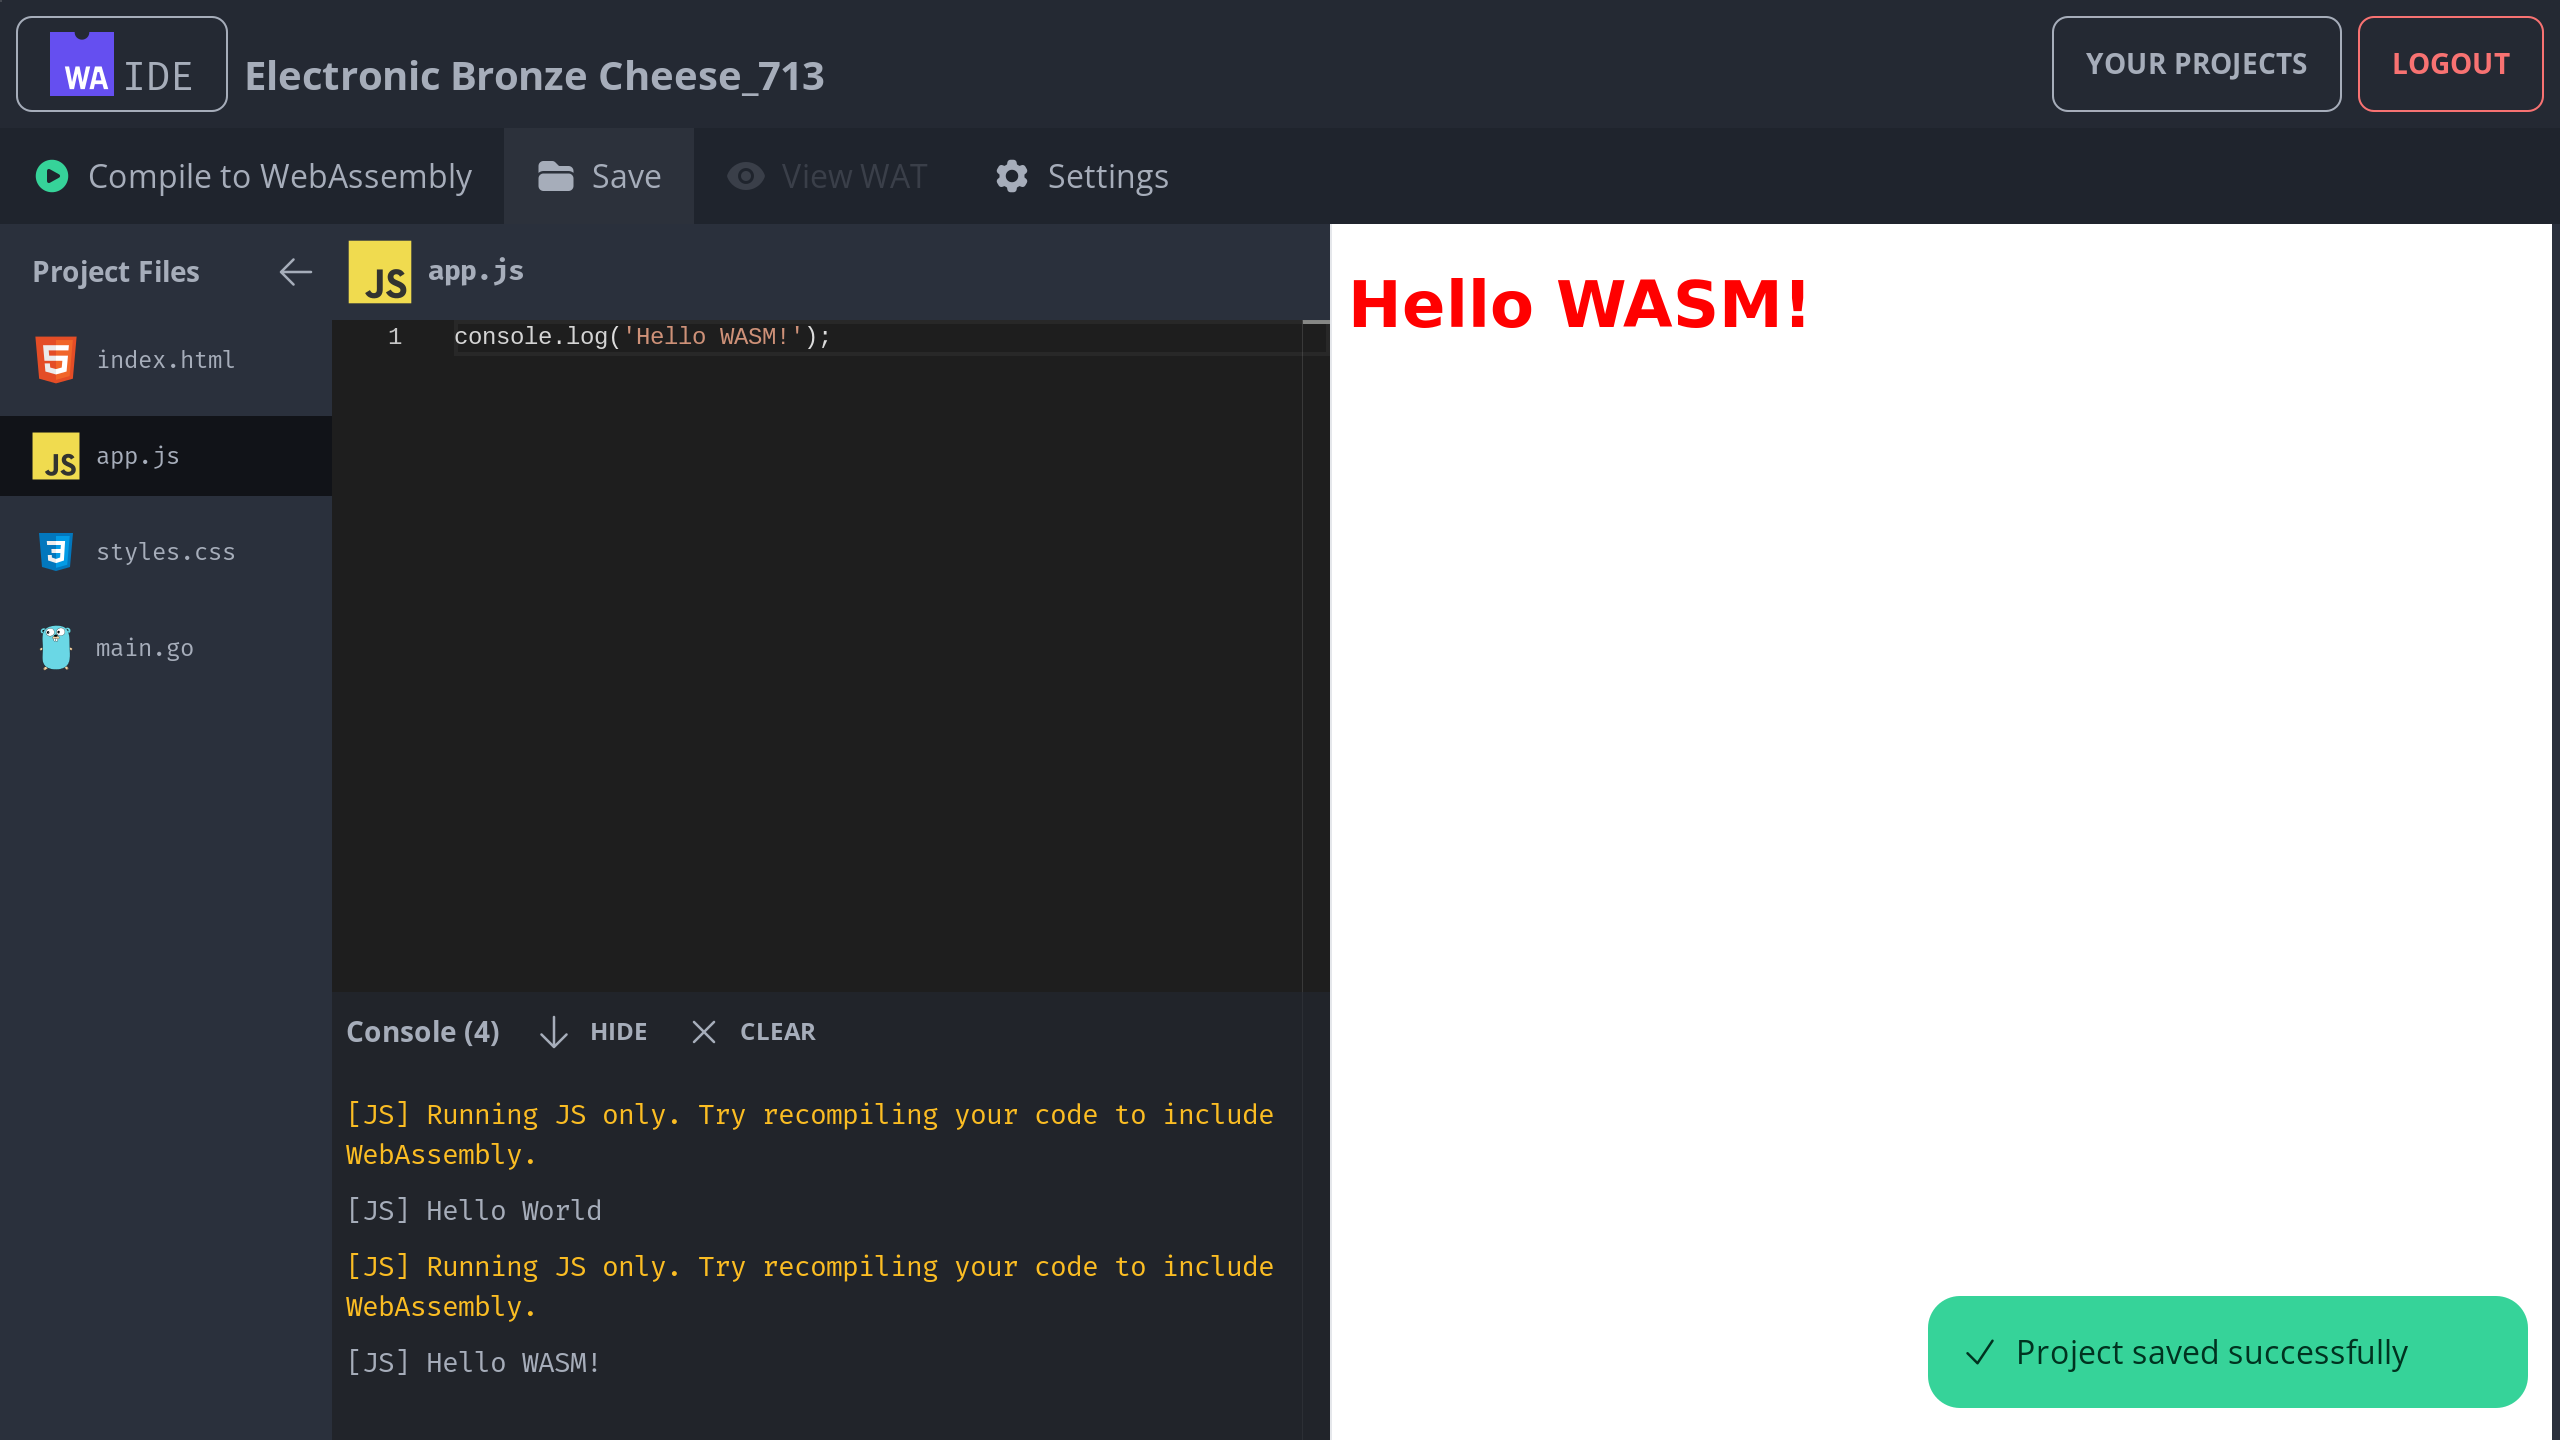 WA IDE Electronic Bronze Cheese_713 YOUR PROJECTS LOGOUT
Compile to WebAssembly Save View WAT Settings
Project Files
index.html
JS app.js
styles.css
main.go
JS app.js
1 console.log('Hello WASM!');
Console (4) HIDE CLEAR
[JS] Running JS only. Try recompiling your code to include
WebAssembly.
[JS] Hello World
[JS] Running JS only. Try recompiling your code to include
WebAssembly.
[JS] Hello WASM!
Hello WASM!
Project saved successfully